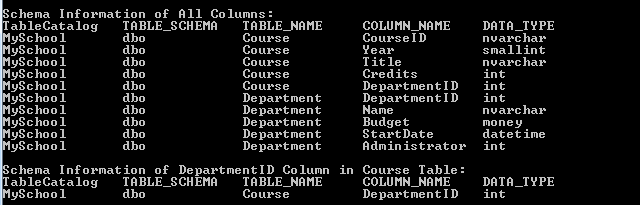 Schema Information of All Columns:
TableCatalog TABLE_SCHEMA TABLE_NAME COLUMN_NAME DATA_TYPE
MySchool dbo Course CourseID nvarchar
MySchool dbo Course Year smallint
MySchool dbo Course Title nvarchar
MySchool dbo Course Credits int
MySchool dbo Course DepartmentID int
MySchool dbo Department DepartmentID int
MySchool dbo Department Name nvarchar
MySchool dbo Department Budget money
MySchool dbo Department StartDate datetime
MySchool dbo Department Administrator int
Schema Information of DepartmentID Column in Course Table:
TableCatalog TABLE_SCHEMA TABLE_NAME COLUMN_NAME DATA_TYPE
MySchool dbo Course DepartmentID int